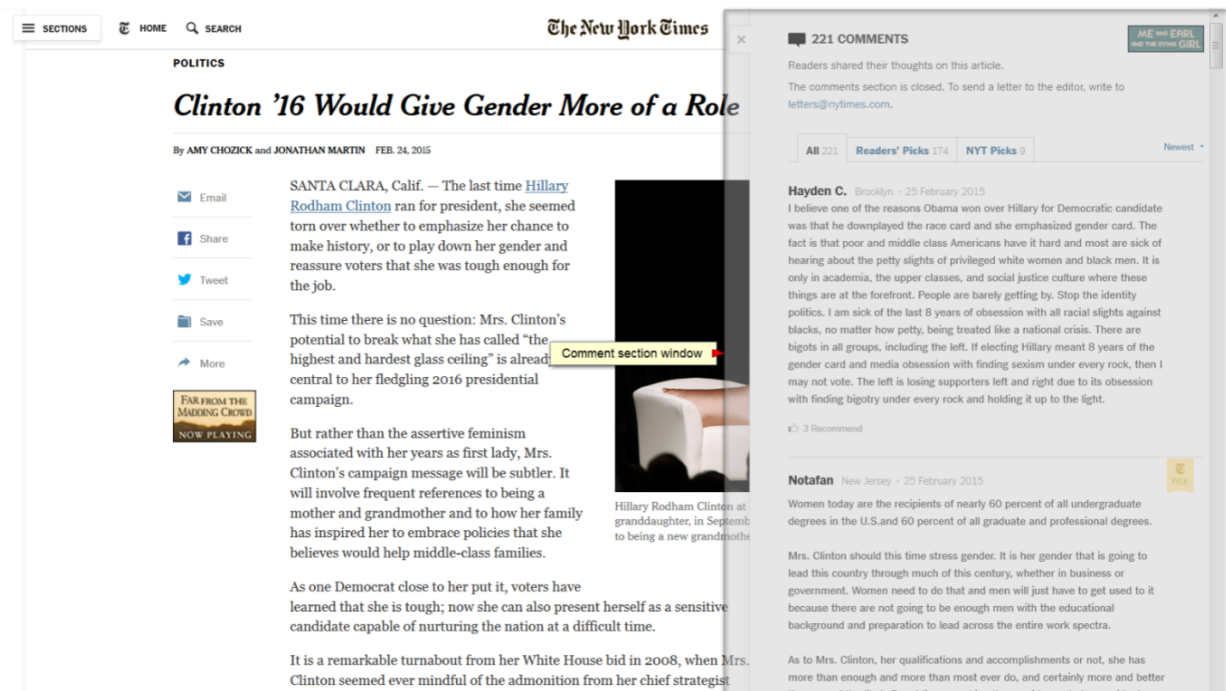 SECTIONS
HOME
SEARCH
The New York Times
POLITICS
Clinton ’16 Would Give Gender More of a Role
By AMY CHOZICK and JONATHAN MARTIN FEB. 24, 2015
Email
Share
Tweet
Save
More
FAR FROM THE
MADDING CROWD
NOW PLAYING
SANTA CLARA, Calif. — The last time Hillary
Rodham Clinton ran for president, she seemed
torn over whether to emphasize her chance to
make history, or to play down her gender and
reassure voters that she was tough enough for
the job.
This time there is no question: Mrs. Clinton’s
potential to break what she has called “the
highest and hardest glass ceiling” is already
central to her fledgling 2016 presidential
campaign.
But rather than the assertive feminism
associated with her years as first lady, Mrs.
Clinton’s campaign message will be subtler. It
will involve frequent references to being a
mother and grandmother and to how her family
has inspired her to embrace policies that she
believes would help middle-class families.
As one Democrat close to her put it, voters have
learned that she is tough; now she can also present herself as a sensitive
candidate capable of nurturing the nation at a difficult time.
It is a remarkable turnabout from her White House bid in 2008, when Mrs.
Clinton seemed ever mindful of the admonition from her chief strategist
Hillary Rodham Clinton at
granddaughter, in Septemb
to being a new grandmothe
Comment section window
221 COMMENTS
ME AND EARL
AND THE DYING GIRL
Readers shared their thoughts on this article.
The comments section is closed. To send a letter to the editor, write to
letters@nytimes.com.
All 221
Readers’ Picks 174
NYT Picks 9
Newest
Hayden C. Brooklyn • 25 February 2015
I believe one of the reasons Obama won over Hillary for Democratic candidate
was that he downplayed the race card and she emphasized gender card. The
fact is that poor and middle class Americans have it hard and most are sick of
hearing about the petty slights of privileged white women and black men. It is
only in academia, the upper classes, and social justice culture where these
things are at the forefront. People are barely getting by. Stop the identity
politics. I am sick of the last 8 years of obsession with all racial slights against
blacks, no matter how petty, being treated like a national crisis. There are
bigots in all groups, including the left. If electing Hillary meant 8 years of the
gender card and media obsession with finding sexism under every rock, then I
may not vote. The left is losing supporters left and right due to its obsession
with finding bigotry under every rock and holding it up to the light.
3 Recommend
Notafan New Jersey • 25 February 2015
PICK
Women today are the recipients of nearly 60 percent of all undergraduate
degrees in the U.S.and 60 percent of all graduate and professional degrees.
Mrs. Clinton should this time stress gender. It is her gender that is going to
lead this country through much of this century, whether in business or
government. Women need to do that and men will just have to get used to it
because there are not going to be enough men with the educational
background and preparation to lead across the entire work spectra.
As to Mrs. Clinton, her qualifications and accomplishments or not, she has
more than enough and more than most ever do, and certainly more and better